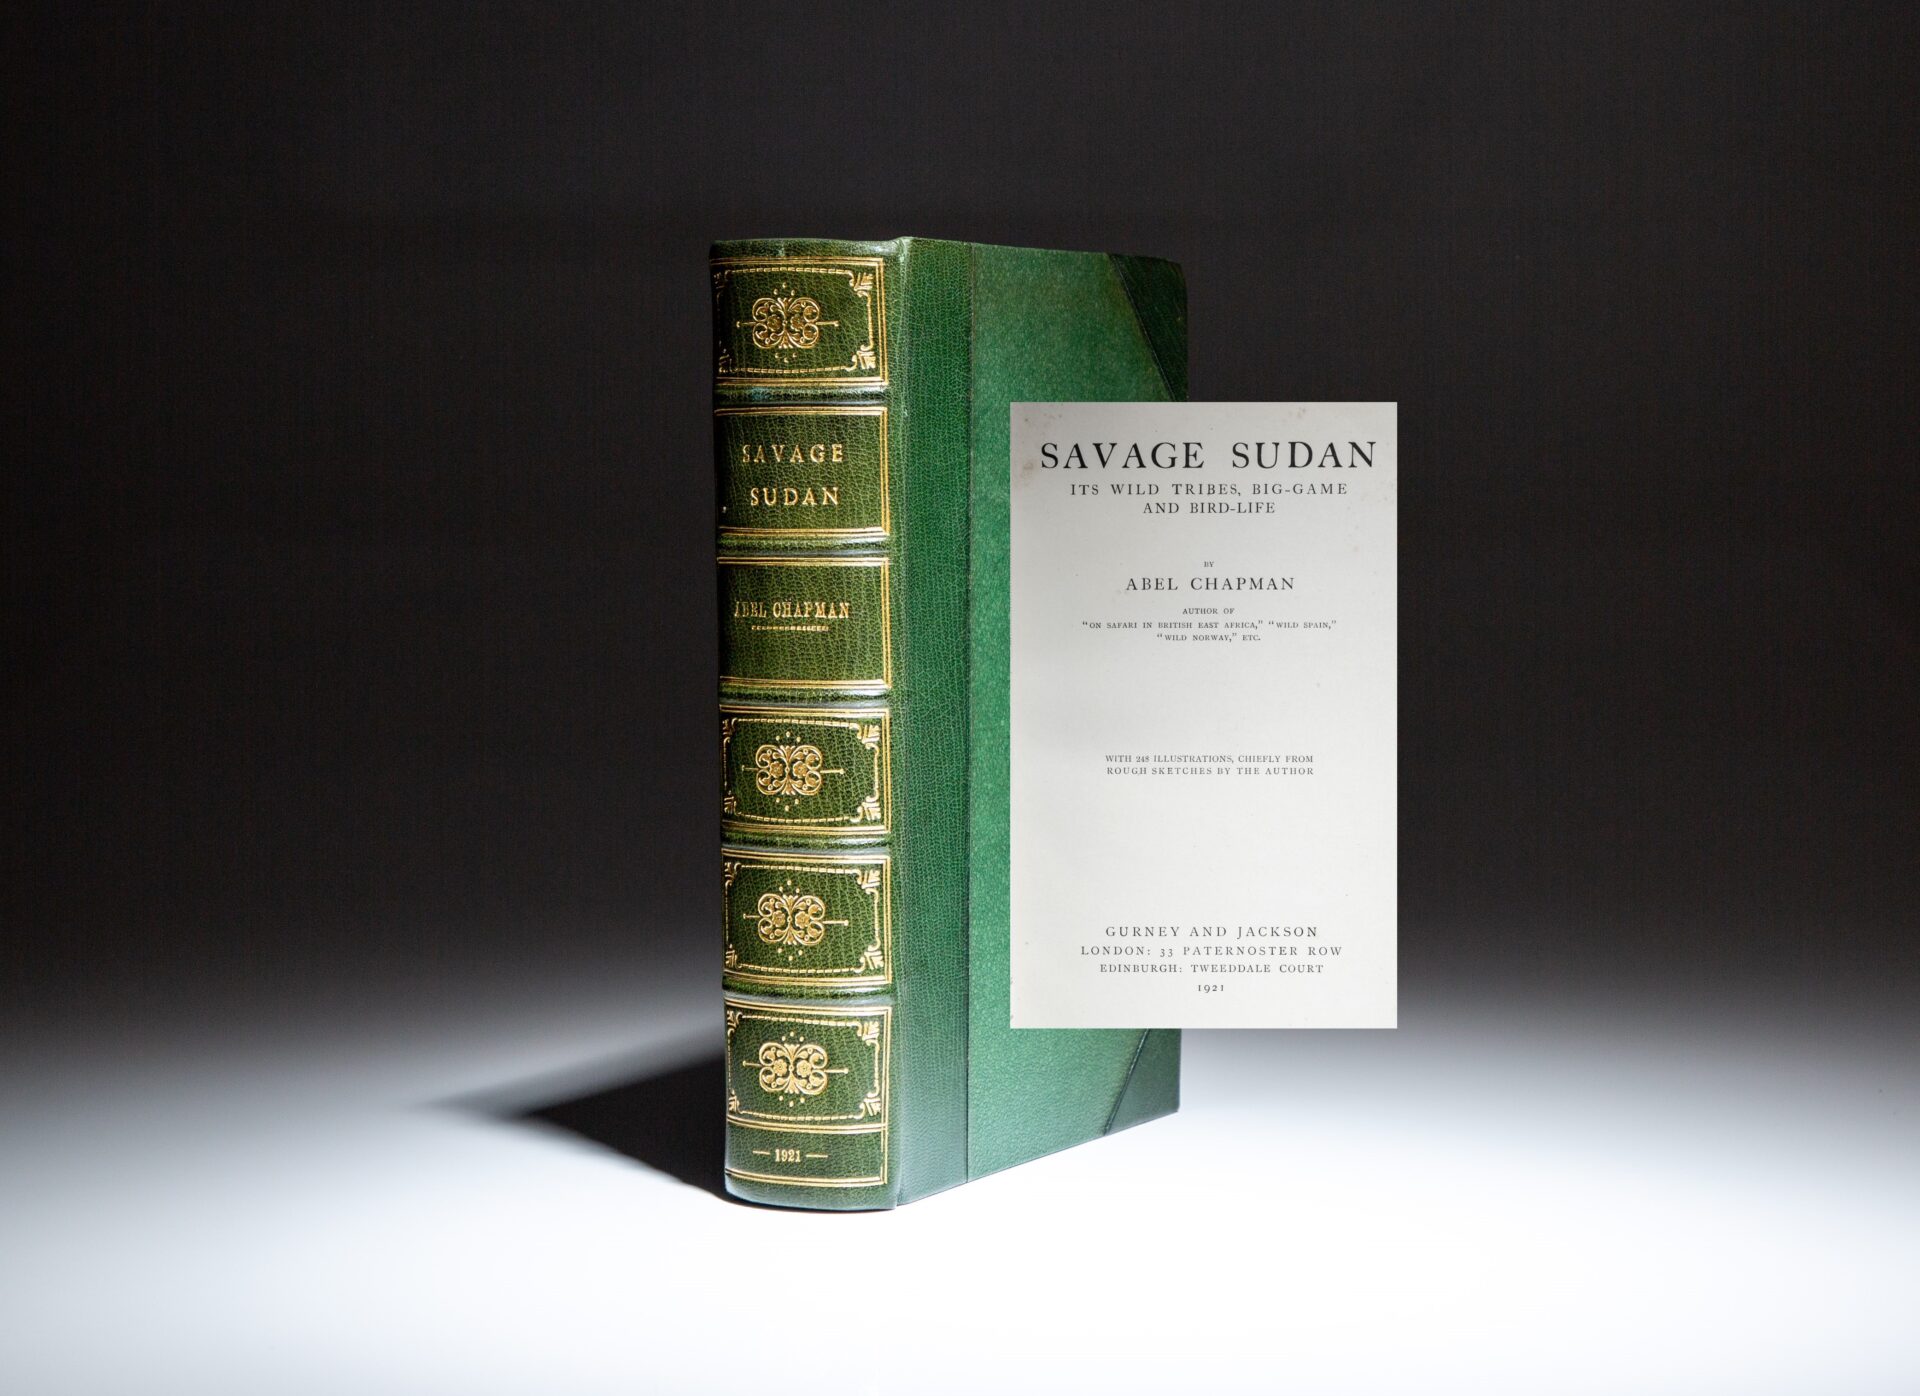 SAVAGE
SUDAN
ABEL CHAPMAN
— 1921 —
SAVAGE SUDAN
ITS WILD TRIBES, BIG-GAME
AND BIRD-LIFE
BY
ABEL CHAPMAN
AUTHOR OF
"ON SAFARI IN BRITISH EAST AFRICA," "WILD SPAIN,"
"WILD NORWAY," ETC.
WITH 248 ILLUSTRATIONS, CHIEFLY FROM
ROUGH SKETCHES BY THE AUTHOR
GURNEY AND JACKSON
LONDON: 33 PATERNOSTER ROW
EDINBURGH: TWEEDDALE COURT
1921